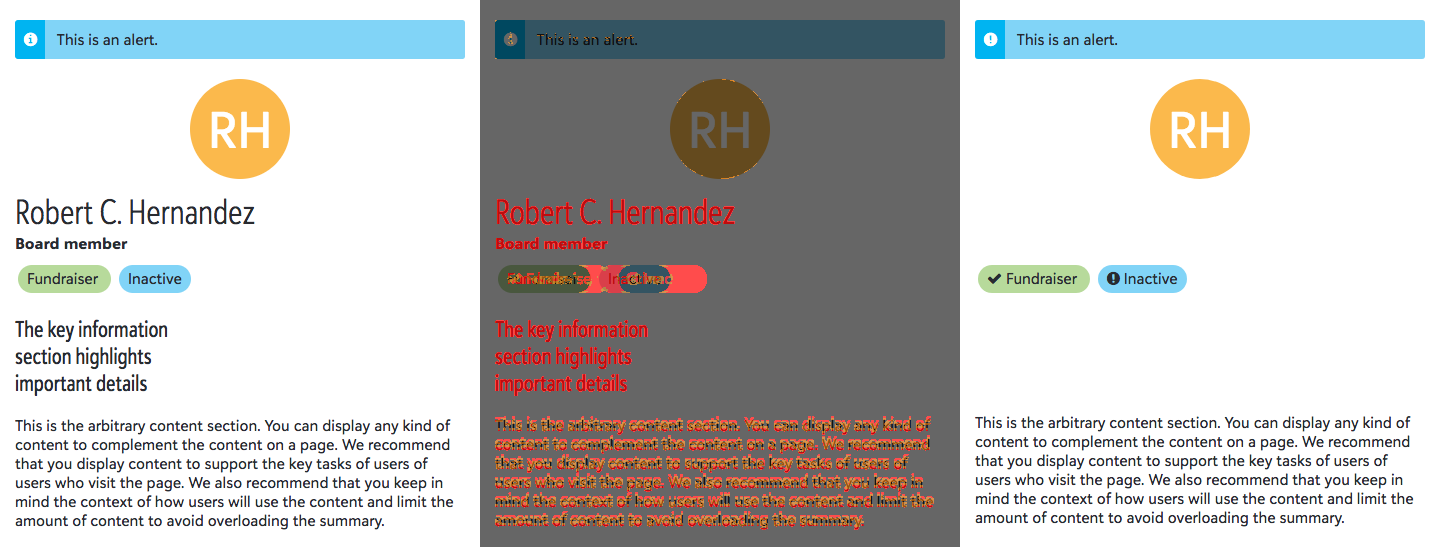 This is an alert.
RH
Robert C. Hernandez
Board member
Fundraiser Inactive
The key information
section highlights
important details
This is the arbitrary content section. You can display any kind of
content to complement the content on a page. We recommend
that you display content to support the key tasks of users of
users who visit the page. We also recommend that you keep in
mind the context of how users will use the content and limit the
amount of content to avoid overloading the summary.
This is an alert.
RH
Robert C. Hernandez
Board member
The key information
section highlights
important details
This is the arbitrary content section. You can display any kind of
content to complement the content on a page. We recommend
that you display content to support the key tasks of users of
users who visit the page. We also recommend that you keep in
mind the context of how users will use the content and limit the
amount of content to avoid overloading the summary.
This is an alert.
RH
Fundraiser Inactive
This is the arbitrary content section. You can display any kind of
content to complement the content on a page. We recommend
that you display content to support the key tasks of users of
users who visit the page. We also recommend that you keep in
mind the context of how users will use the content and limit the
amount of content to avoid overloading the summary.